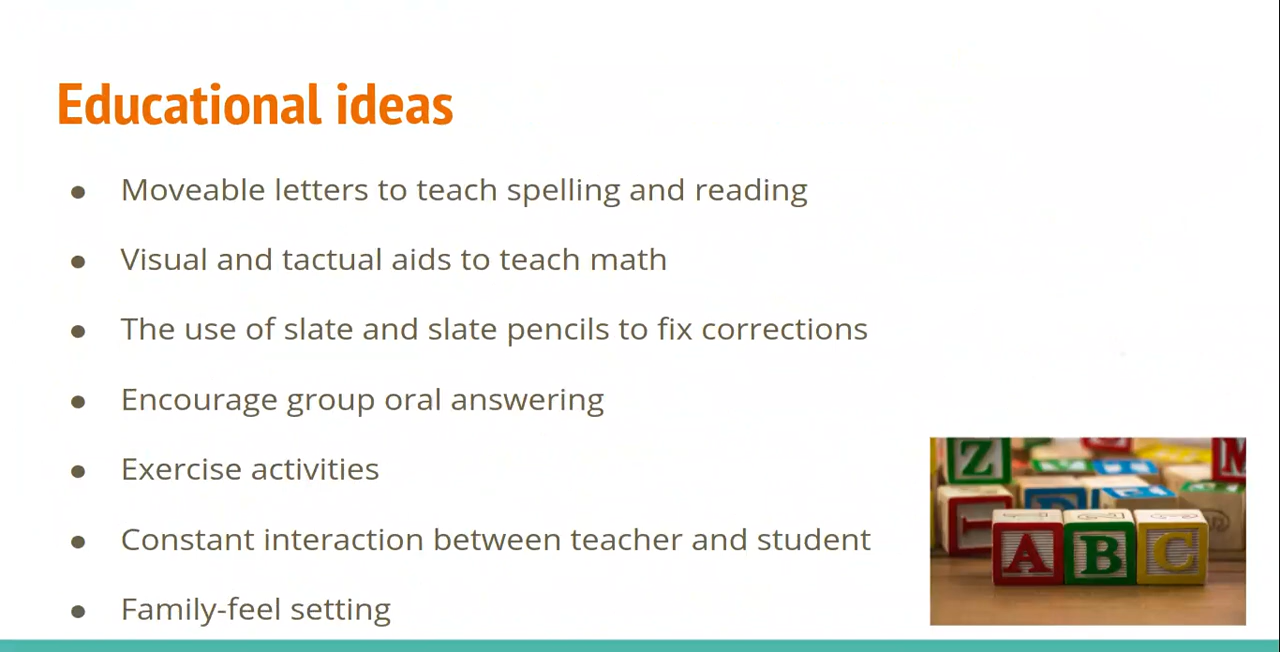 Educational ideas
● Moveable letters to teach spelling and reading
● Visual and tactual aids to teach math
● The use of slate and slate pencils to fix corrections
● Encourage group oral answering
● Exercise activities
● Constant interaction between teacher and student
● Family-feel setting
Z
M
A B C